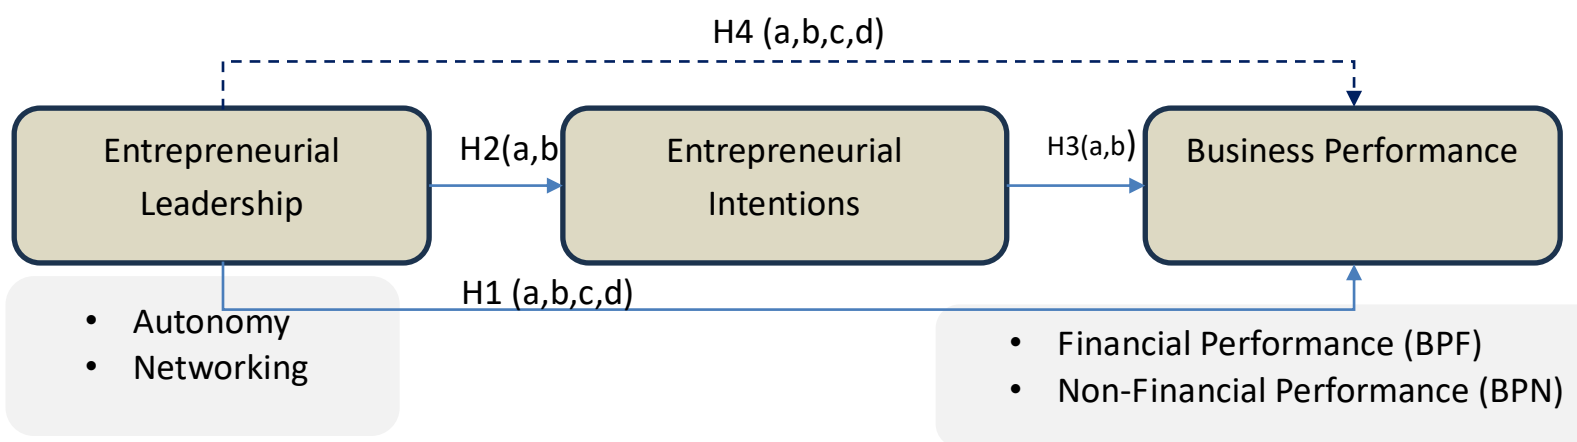 H4 (a,b,c,d)
Entrepreneurial
Leadership
H2(a,b
Entrepreneurial
Intentions
H3(a,b)
Business Performance
H1 (a,b,c,d)
• Autonomy
• Networking
• Financial Performance (BPF)
• Non-Financial Performance (BPN)